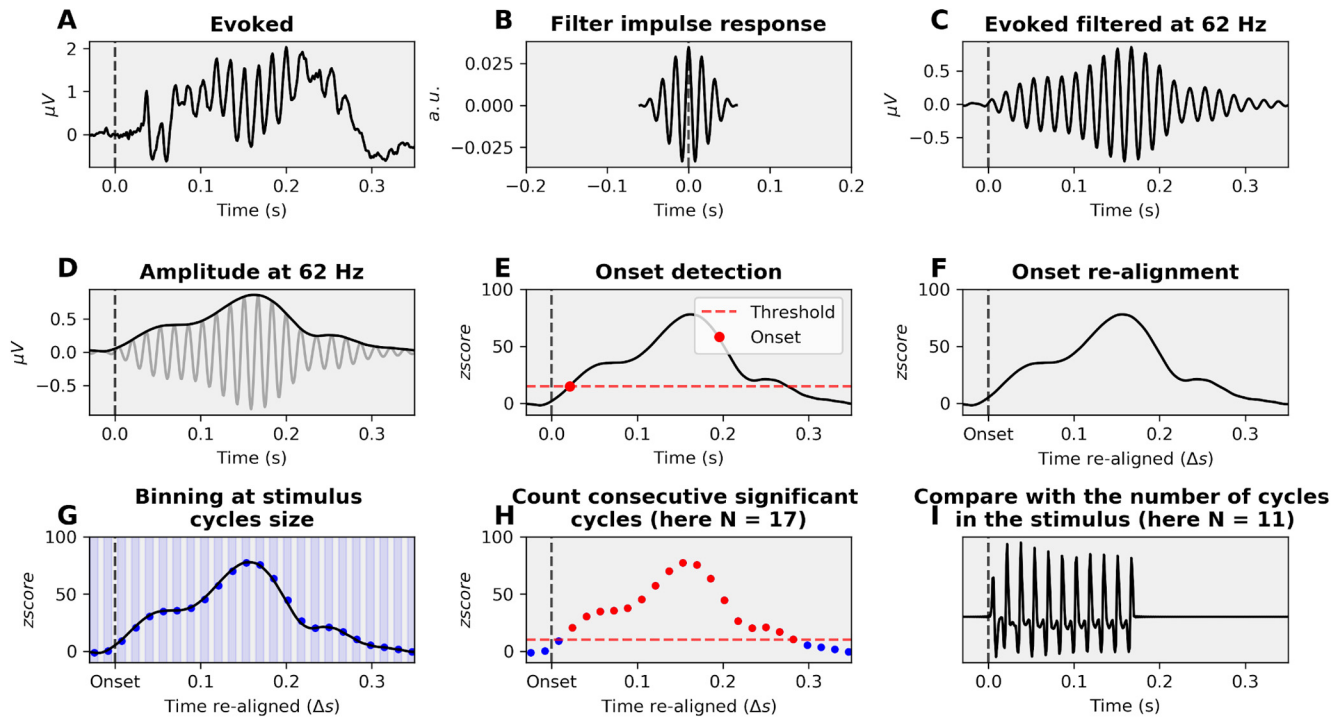 A
Evoked
μV
2
1
0
0.0 0.1 0.2 0.3
Time (s)
B
Filter impulse response
a.u.
0.025
0.000
−0.025
−0.2 −0.1 0.0 0.1 0.2
Time (s)
C
Evoked filtered at 62 Hz
μV
0.5
0.0
−0.5
0.0 0.1 0.2 0.3
Time (s)
D
Amplitude at 62 Hz
μV
0.5
0.0
−0.5
0.0 0.1 0.2 0.3
Time (s)
E
Onset detection
zscore
100
50
0
Threshold
Onset
0.0 0.1 0.2 0.3
Time (s)
F
Onset re-alignment
zscore
100
50
0
Onset 0.1 0.2 0.3
Time re-aligned (Δs)
G
Binning at stimulus
cycles size
zscore
100
50
0
Onset 0.1 0.2 0.3
Time re-aligned (Δs)
H
Count consecutive significant
cycles (here N = 17)
zscore
100
50
0
Onset 0.1 0.2 0.3
Time re-aligned (Δs)
I
Compare with the number of cycles
in the stimulus (here N = 11)
0.0 0.1 0.2 0.3
Time (s)